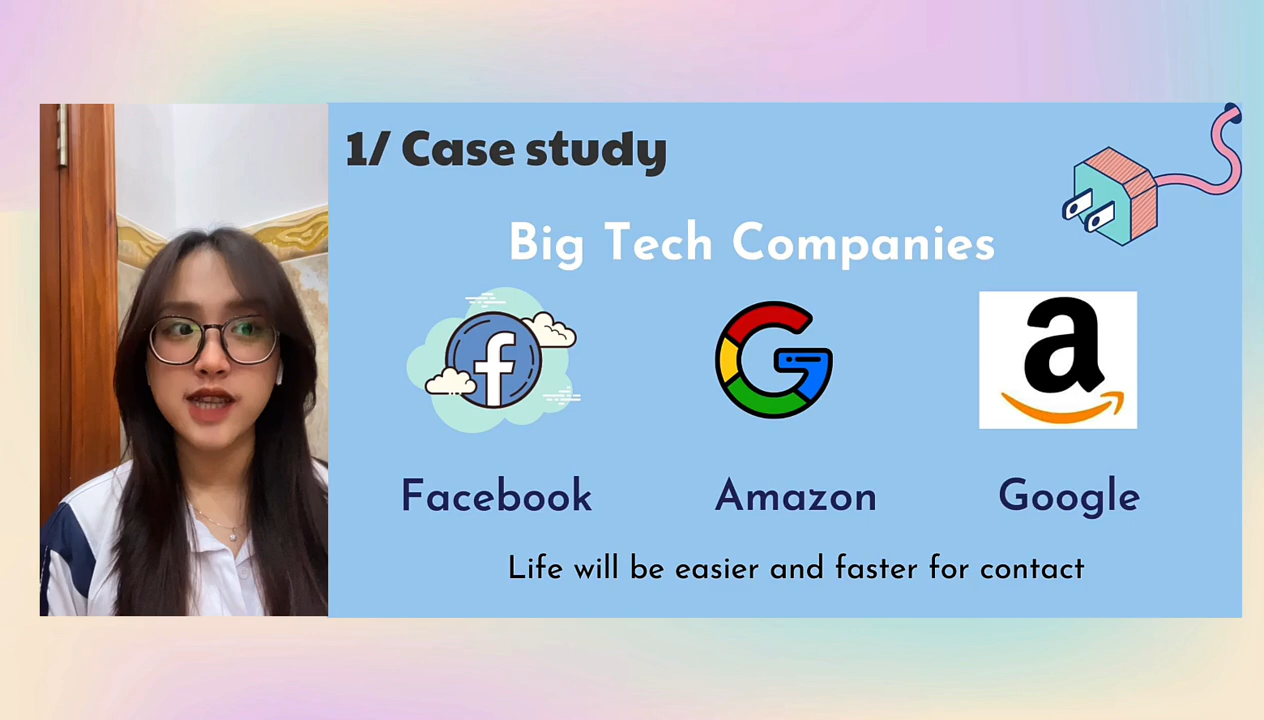 1/ Case study
Big Tech Companies
Facebook
Amazon
Google
Life will be easier and faster for contact